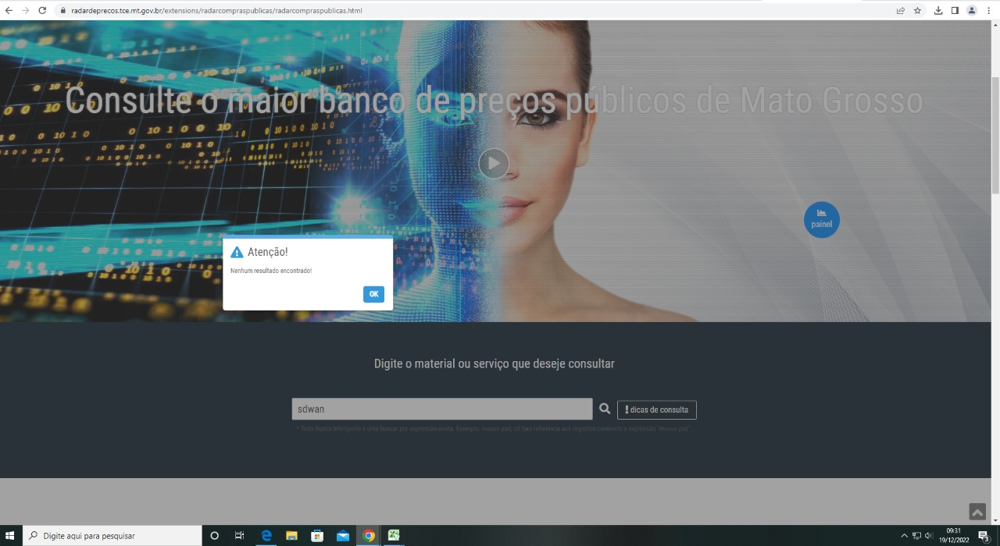 radardeprecos.tce.mt.gov.br/extensions/radarcompraspublicas/radarcompraspublicas.html
Consulte o maior banco de preços públicos de Mato Grosso
painel
Atenção!
Nenhum resultado encontrado!
OK
Digite o material ou serviço que deseje consultar
sdwan
dicas de consulta
* Toda Busca Inteligente é uma buscar por expressão exata. Exemplo: mouse pad, só fará referência aos registros contendo a expressão "mouse pad".
Digite aqui para pesquisar
09:31
19/12/2022
3